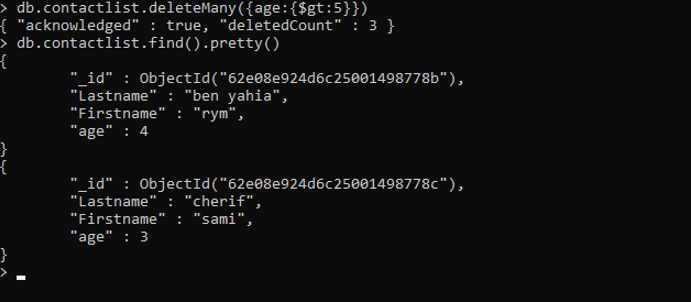 > db.contactlist.deleteMany({age:{$gt:5}})
{ "acknowledged" : true, "deletedCount" : 3 }
> db.contactlist.find().pretty()
{
        "_id" : ObjectId("62e08e924d6c25001498778b"),
        "Lastname" : "ben yahia",
        "Firstname" : "rym",
        "age" : 4
}
{
        "_id" : ObjectId("62e08e924d6c25001498778c"),
        "Lastname" : "cherif",
        "Firstname" : "sami",
        "age" : 3
}
>